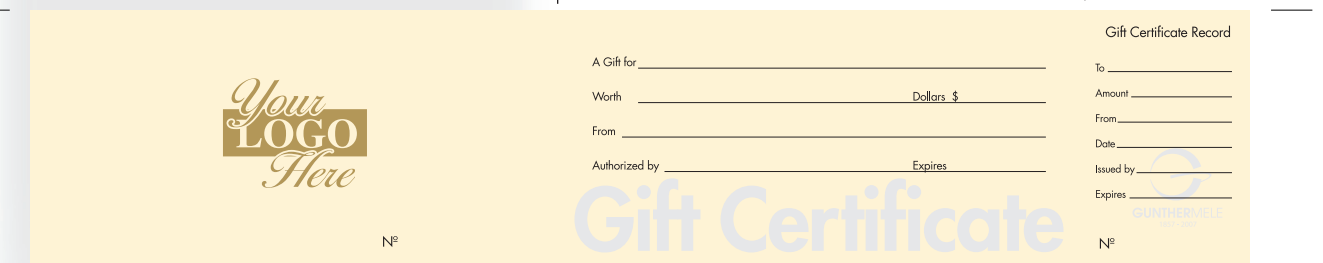 Your
LOGO
Here
Nº
A Gift for
Worth Dollars $
From
Authorized by Expires
Gift Certificate
Gift Certificate Record
To
Amount
From
Date
Issued by
Expires
GUNTHERMELE
Nº